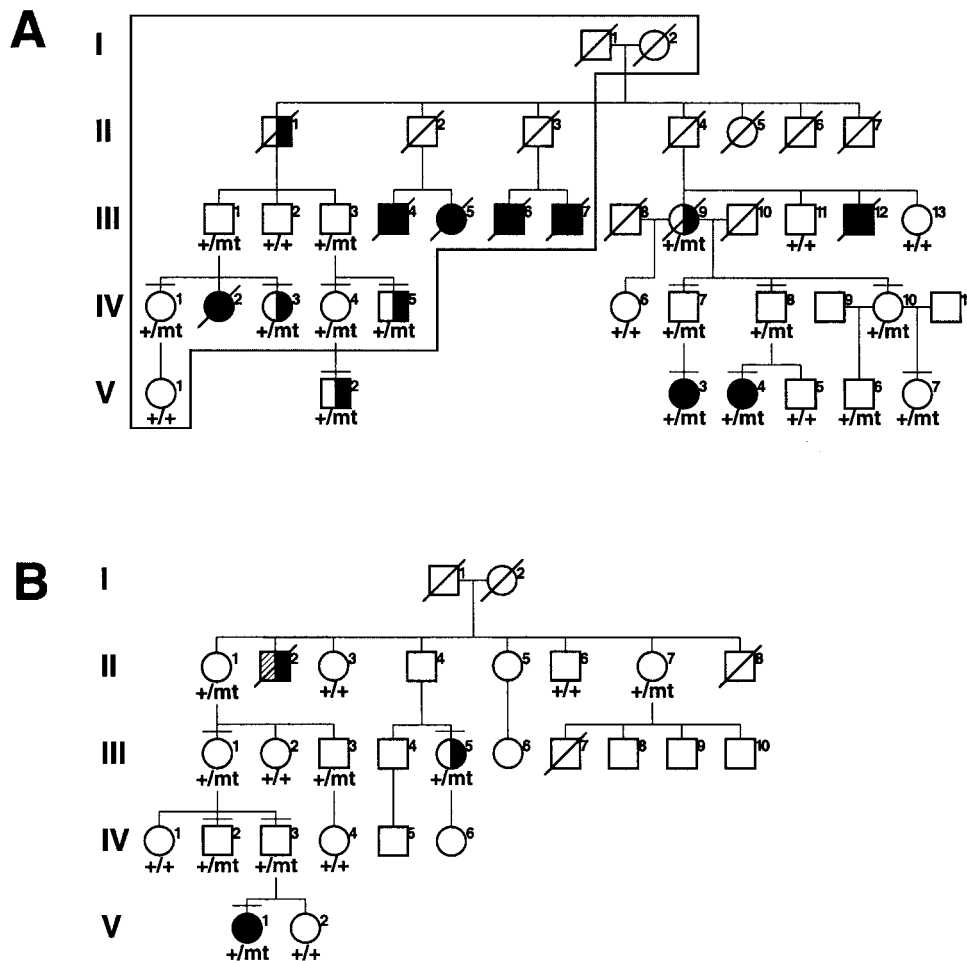 A
I 1 2
II 1 2 3 4 5 6 7
III 1 2 3 4 5 6 7 8 9 10 11 12 13
+/mt +/+ +/mt +/mt +/+ +/+
IV 1 2 3 4 5 6 7 8 9 10 1
+/mt +/mt +/mt +/mt +/+ +/mt +/mt +/mt
V 1 2 3 4 5 6 7
+/+ +/mt +/mt +/mt +/+ +/mt +/mt
B
I 1 2
II 1 2 3 4 5 6 7 8
+/mt +/+ +/+ +/mt
III 1 2 3 4 5 6 7 8 9 10
+/mt +/+ +/mt +/mt
IV 1 2 3 4 5 6
+/+ +/mt +/mt +/+
V 1 2
+/mt +/+